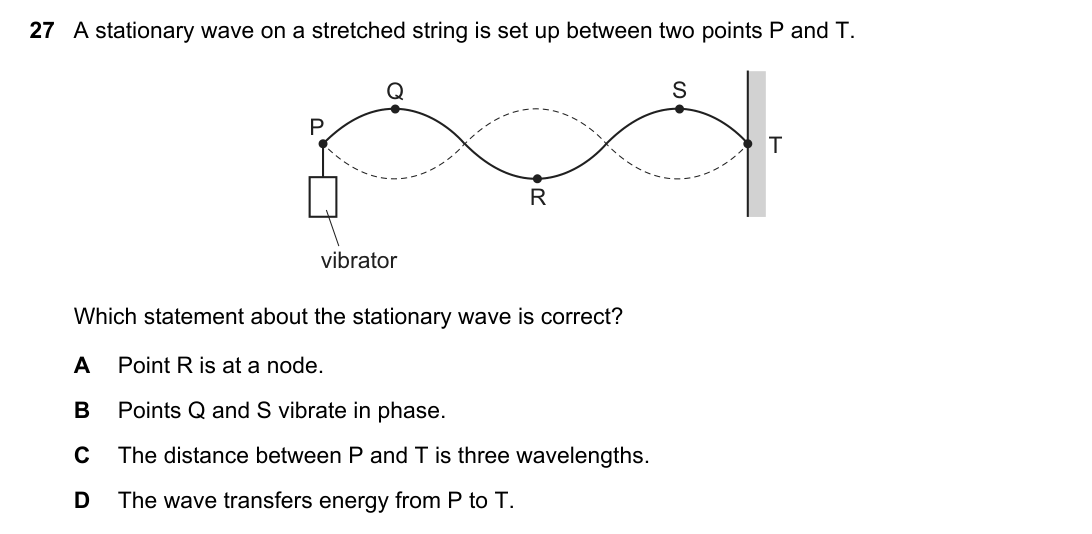 27 A stationary wave on a stretched string is set up between two points P and T.
Q
S
P
T
R
vibrator
Which statement about the stationary wave is correct?
A Point R is at a node.
B Points Q and S vibrate in phase.
C The distance between P and T is three wavelengths.
D The wave transfers energy from P to T.